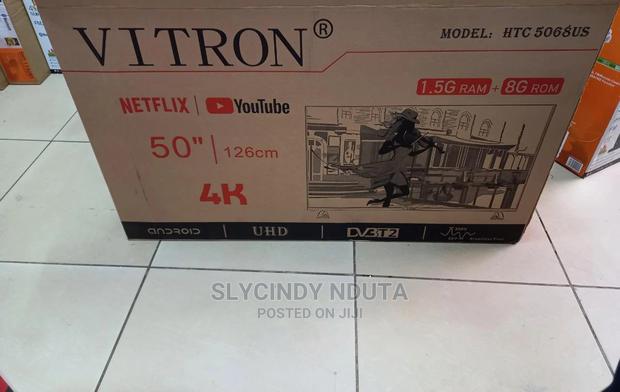 VITRON®
MODEL: HTC 5068US
1.5G RAM + 8G ROM
NETFLIX | YouTube
50" | 126cm
4K
ANDROID | UHD | DVB T2
SLYCINDY NDUTA
POSTED ON JIJI